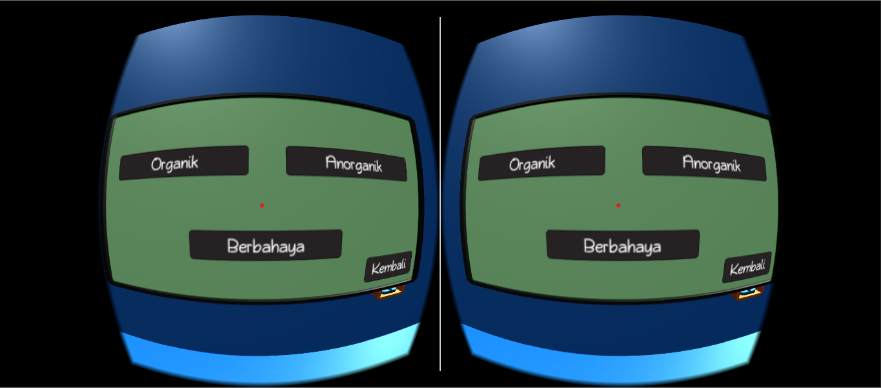 Organik
Anorganik
Berbahaya
Kembali
Organik
Anorganik
Berbahaya
Kembali